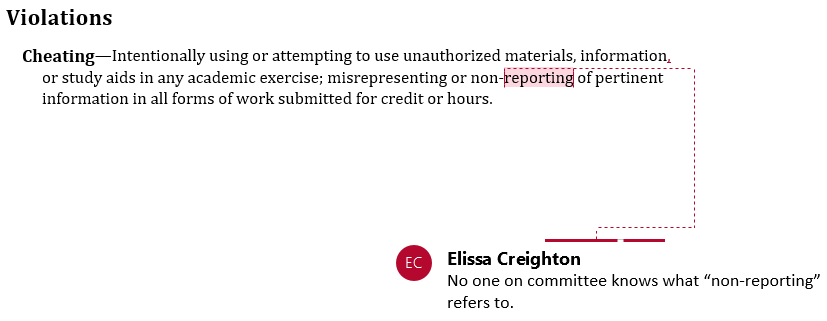 Violations
Cheating—Intentionally using or attempting to use unauthorized materials, information,
or study aids in any academic exercise; misrepresenting or non-reporting of pertinent
information in all forms of work submitted for credit or hours.
EC
Elissa Creighton
No one on committee knows what “non-reporting”
refers to.